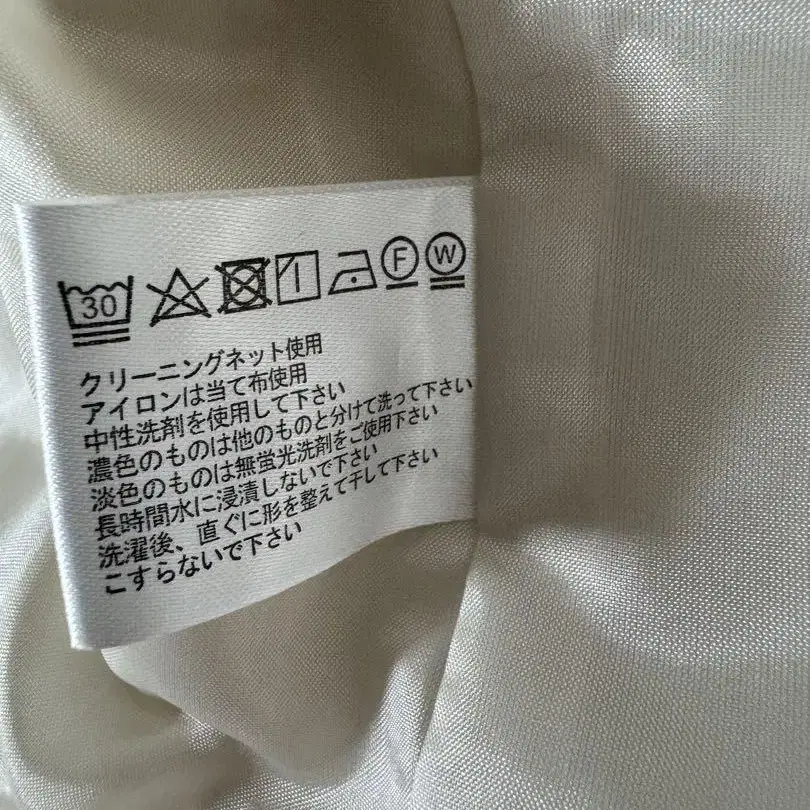 30 F W
クリーニングネット使用
アイロンは当て布使用
中性洗剤を使用して下さい
濃色のものは他のものと分けて洗って下さい
淡色のものは無蛍光洗剤をご使用下さい
長時間水に浸漬しないで下さい
洗濯後、直ぐに形を整えて干して下さい
こすらないで下さい